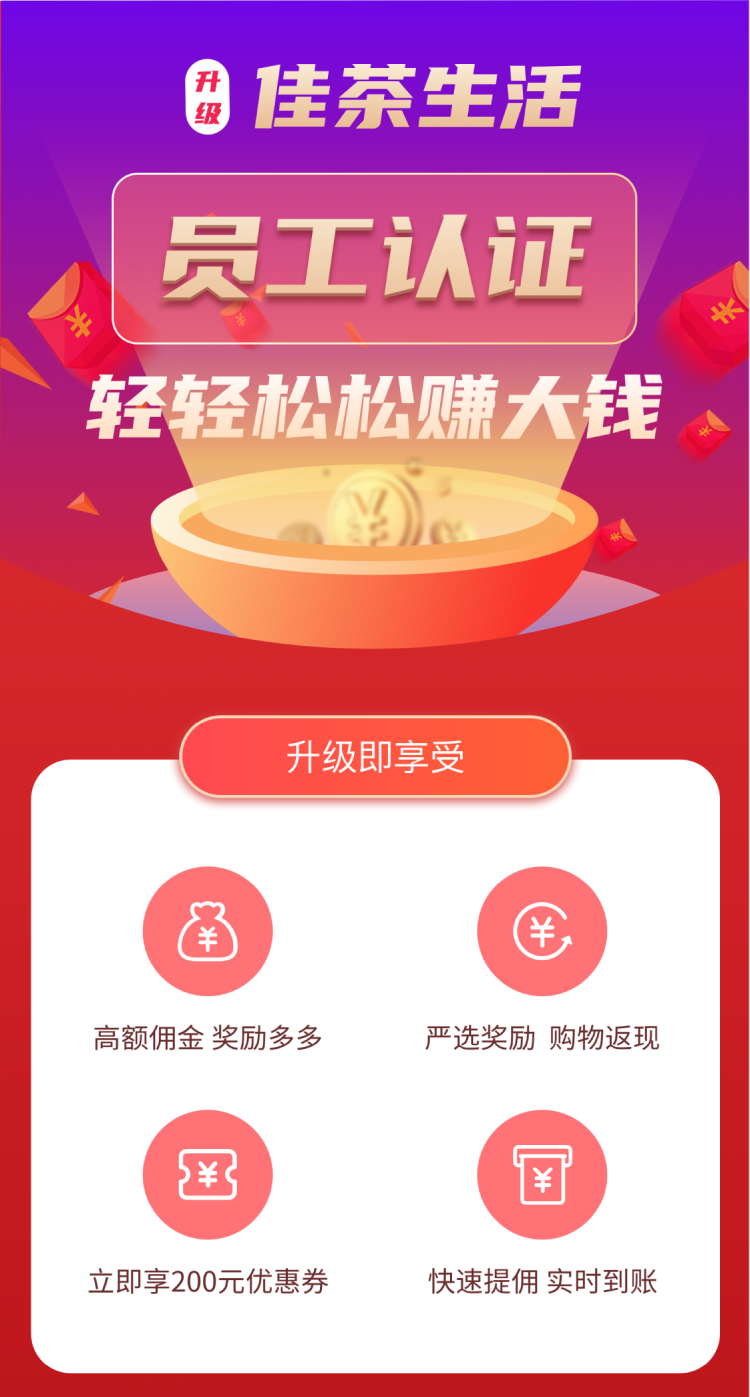 升级 佳茶生活
员工认证
轻轻松松赚大钱
升级即享受
高额佣金 奖励多多
严选奖励 购物返现
立即享200元优惠券
快速提佣 实时到账